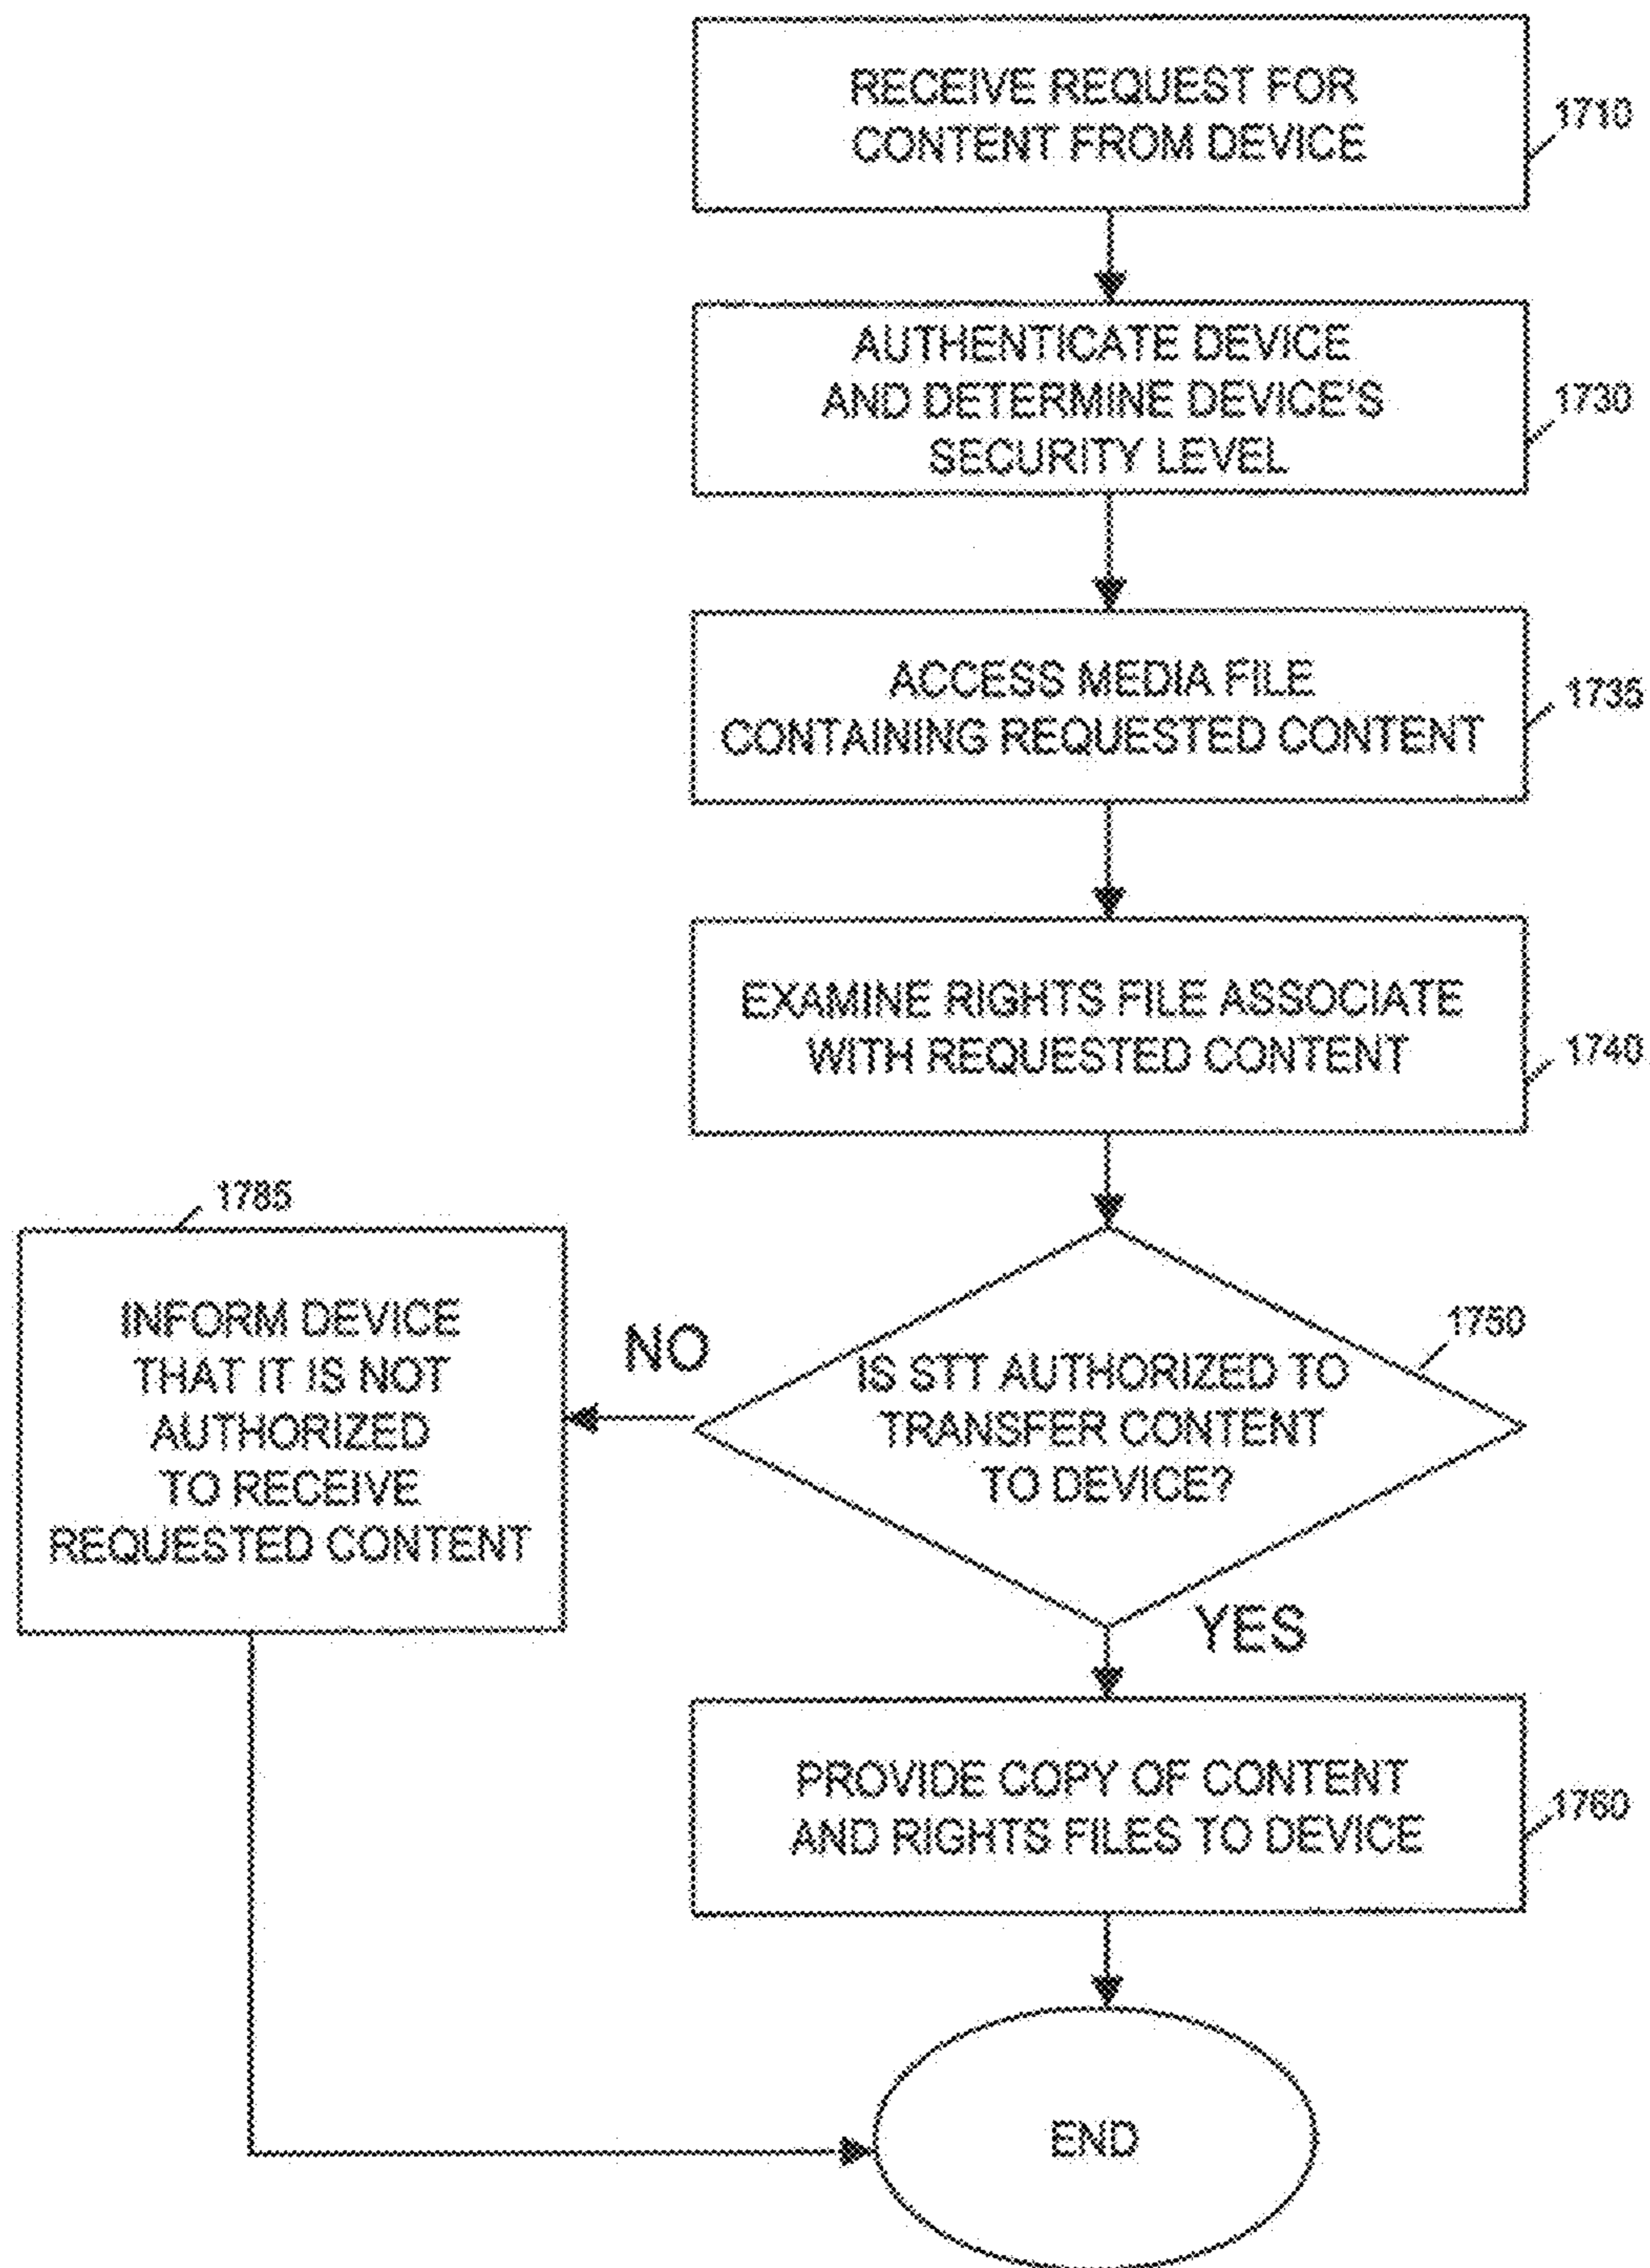 RECEIVE REQUEST FOR
CONTENT FROM DEVICE
1710
AUTHENTICATE DEVICE
AND DETERMINE DEVICE'S
SECURITY LEVEL
1730
ACCESS MEDIA FILE
CONTAINING REQUESTED CONTENT
1735
EXAMINE RIGHTS FILE ASSOCIATE
WITH REQUESTED CONTENT
1740
IS STT AUTHORIZED TO
TRANSFER CONTENT
TO DEVICE?
1750
NO
1785
INFORM DEVICE
THAT IT IS NOT
AUTHORIZED
TO RECEIVE
REQUESTED CONTENT
YES
PROVIDE COPY OF CONTENT
AND RIGHTS FILES TO DEVICE
1760
END